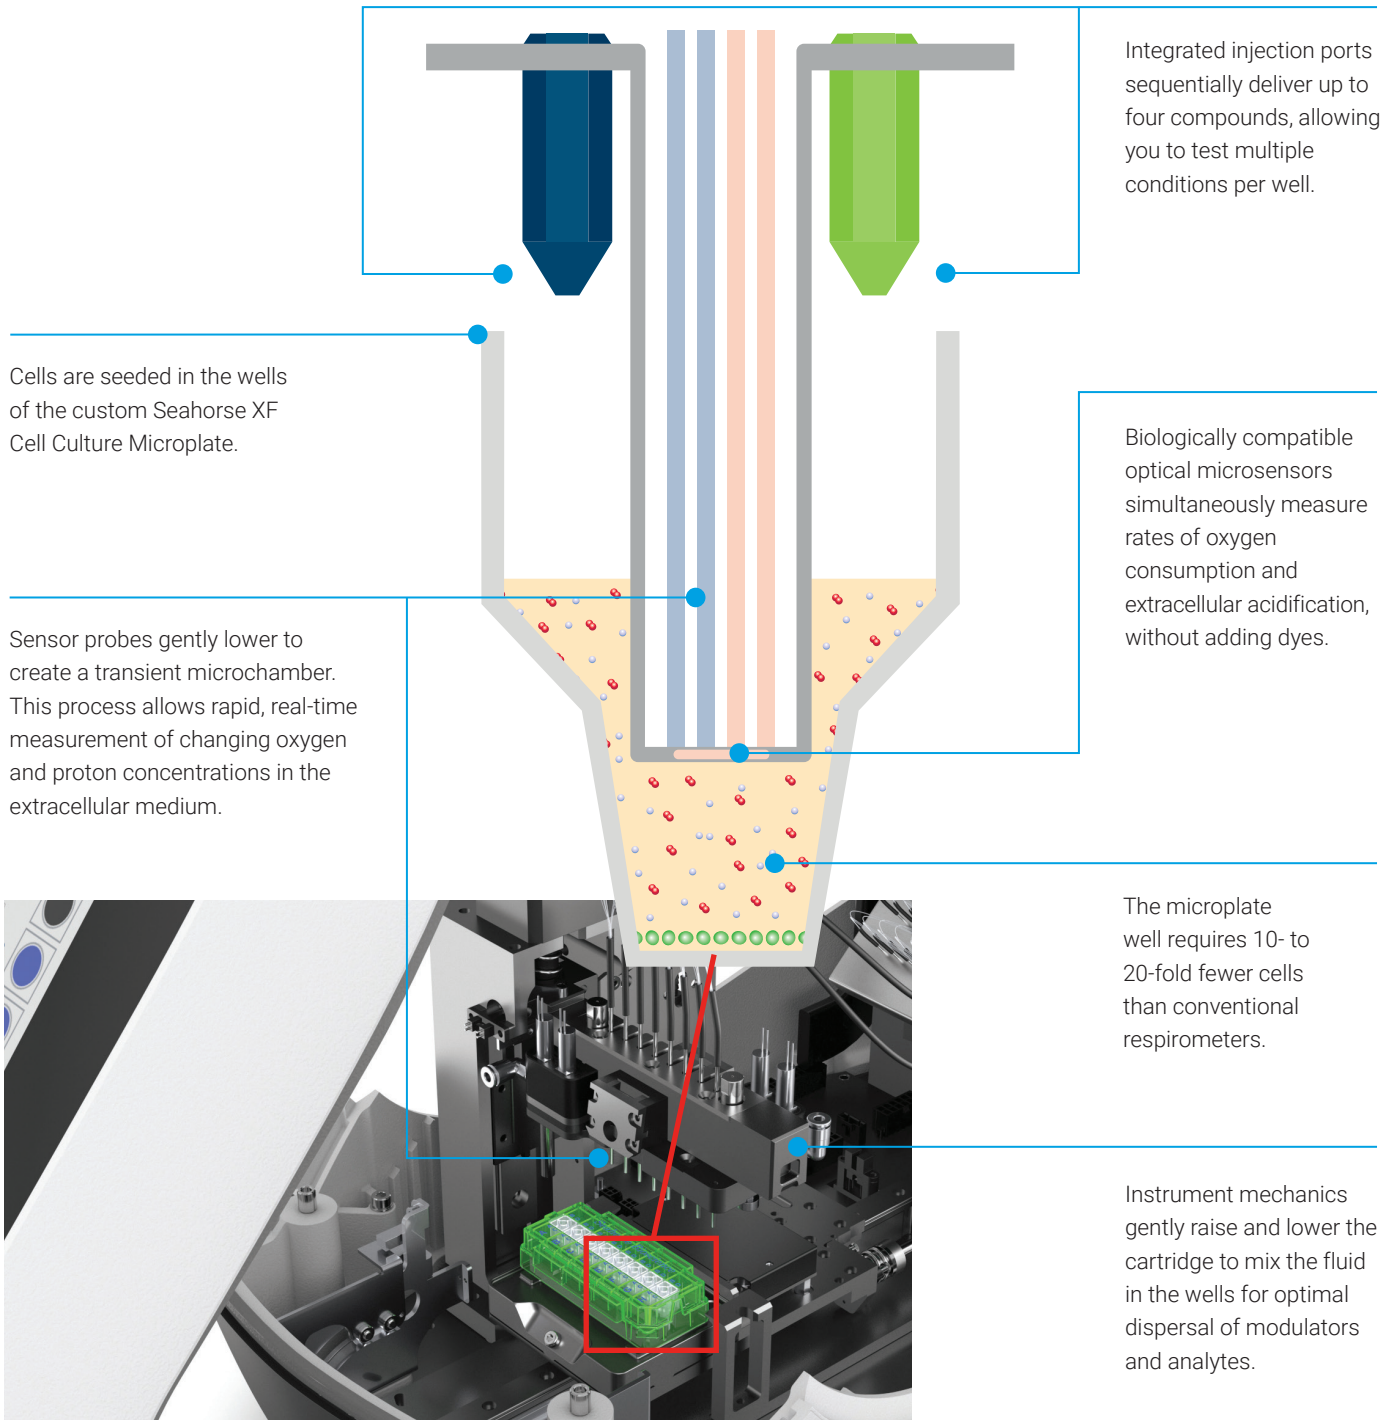 Integrated injection ports
sequentially deliver up to
four compounds, allowing
you to test multiple
conditions per well.
Cells are seeded in the wells
of the custom Seahorse XF
Cell Culture Microplate.
Biologically compatible
optical microsensors
simultaneously measure
rates of oxygen
consumption and
extracellular acidification,
without adding dyes.
Sensor probes gently lower to
create a transient microchamber.
This process allows rapid, real-time
measurement of changing oxygen
and proton concentrations in the
extracellular medium.
The microplate
well requires 10- to
20-fold fewer cells
than conventional
respirometers.
Instrument mechanics
gently raise and lower the
cartridge to mix the fluid
in the wells for optimal
dispersal of modulators
and analytes.